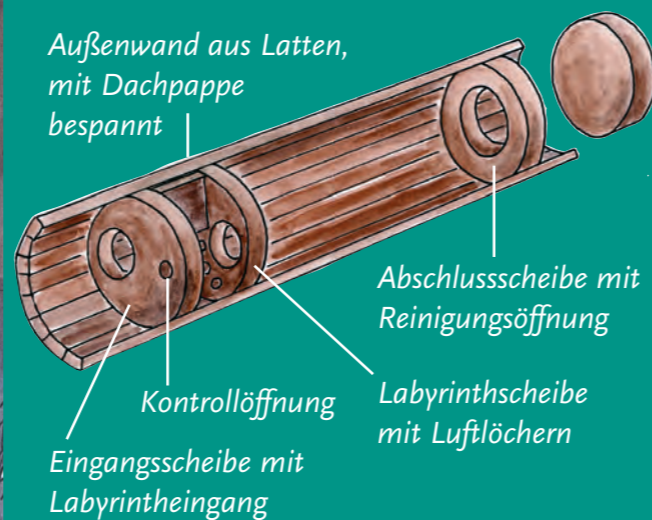 Außenwand aus Latten,
mit Dachpappe
bespannt
Abschlussscheibe mit
Reinigungsöffnung
Kontrollöffnung
Labyrinthscheibe
mit Luftlöchern
Eingangsscheibe mit
Labyrintheingang